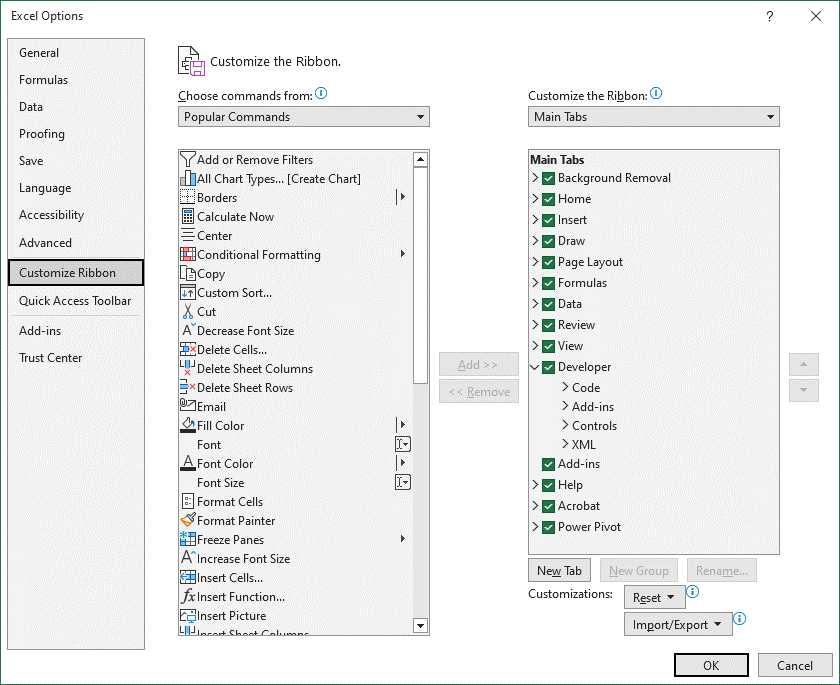 Excel Options
?
General
Formulas
Data
Proofing
Save
Language
Accessibility
Advanced
Customize Ribbon
Quick Access Toolbar
Add-ins
Trust Center
Customize the Ribbon.
Choose commands from:
Popular Commands
Add or Remove Filters
All Chart Types... [Create Chart]
Borders
Calculate Now
Center
Conditional Formatting
Copy
Custom Sort...
Cut
Decrease Font Size
Delete Cells...
Delete Sheet Columns
Delete Sheet Rows
Email
Fill Color
Font
Font Color
Font Size
Format Cells
Format Painter
Freeze Panes
Increase Font Size
Insert Cells...
Insert Function...
Insert Picture
Insert Sheet Columns
Add >>
<< Remove
Customize the Ribbon:
Main Tabs
Main Tabs
Background Removal
Home
Insert
Draw
Page Layout
Formulas
Data
Review
View
Developer
Code
Add-ins
Controls
XML
Add-ins
Help
Acrobat
Power Pivot
New Tab
New Group
Rename...
Customizations:
Reset
Import/Export
OK
Cancel